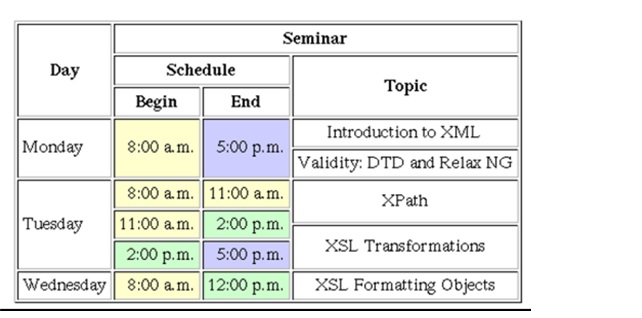 Seminar
Day
Schedule
Topic
Begin End
Monday 8:00 a.m. 5:00 p.m. Introduction to XML
Validity: DTD and Relax NG
Tuesday 8:00 a.m. 11:00 a.m. XPath
11:00 a.m. 2:00 p.m.
XSL Transformations
2:00 p.m. 5:00 p.m.
Wednesday 8:00 a.m. 12:00 p.m. XSL Formatting Objects